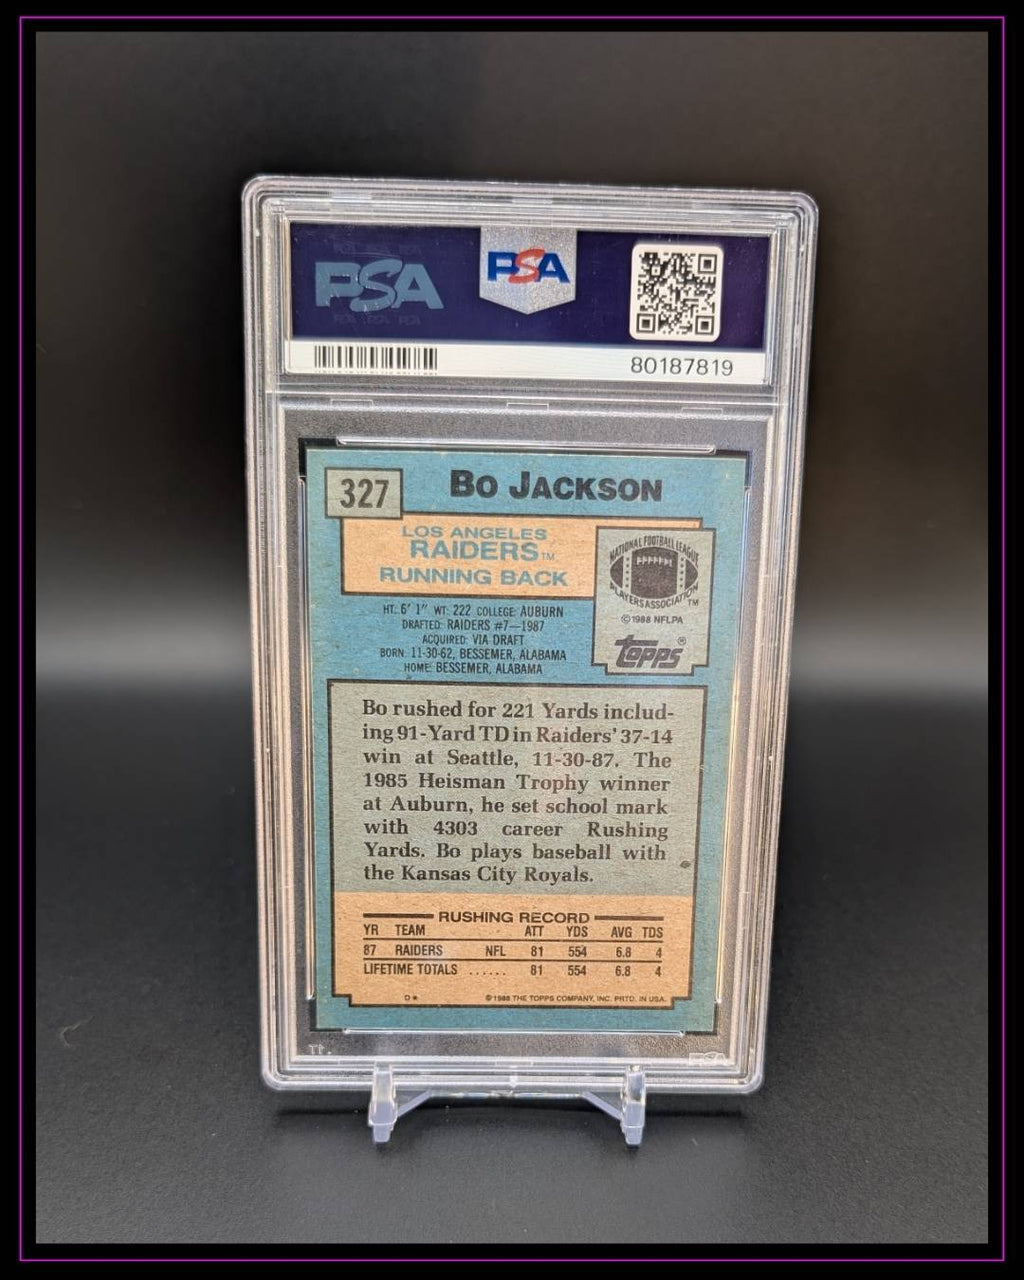 PSA
PSA
80187819
327
BO JACKSON
LOS ANGELES
RAIDERS™
RUNNING BACK
NATIONAL FOOTBALL LEAGUE
PLAYERS ASSOCIATION™
©1988 NFLPA
Topps®
HT. 6' 1" WT. 222 COLLEGE: AUBURN
DRAFTED: RAIDERS #7—1987
ACQUIRED: VIA DRAFT
BORN: 11-30-62, BESSEMER, ALABAMA
HOME: BESSEMER, ALABAMA
Bo rushed for 221 Yards includ-
ing 91-Yard TD in Raiders' 37-14
win at Seattle, 11-30-87. The
1985 Heisman Trophy winner
at Auburn, he set school mark
with 4303 career Rushing
Yards. Bo plays baseball with
the Kansas City Royals.
RUSHING RECORD
YR TEAM ATT YDS AVG TDS
87 RAIDERS NFL 81 554 6.8 4
LIFETIME TOTALS ...... 81 554 6.8 4
D* ©1988 THE TOPPS COMPANY, INC. PRTD. IN USA.